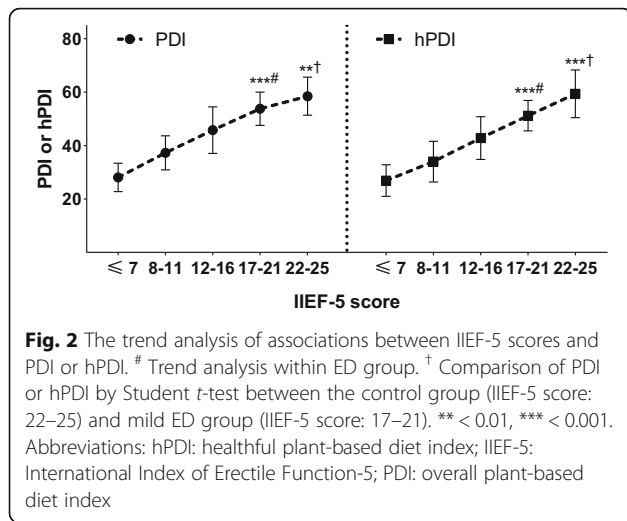 PDI
hPDI
80
60
40
20
PDI or hPDI
***#
**†
***#
***†
⩽ 7 8-11 12-16 17-21 22-25
⩽ 7 8-11 12-16 17-21 22-25
IIEF-5 score
Fig. 2 The trend analysis of associations between IIEF-5 scores and
PDI or hPDI. # Trend analysis within ED group. † Comparison of PDI
or hPDI by Student t-test between the control group (IIEF-5 score:
22–25) and mild ED group (IIEF-5 score: 17–21). ** < 0.01, *** < 0.001.
Abbreviations: hPDI: healthful plant-based diet index; IIEF-5:
International Index of Erectile Function-5; PDI: overall plant-based
diet index